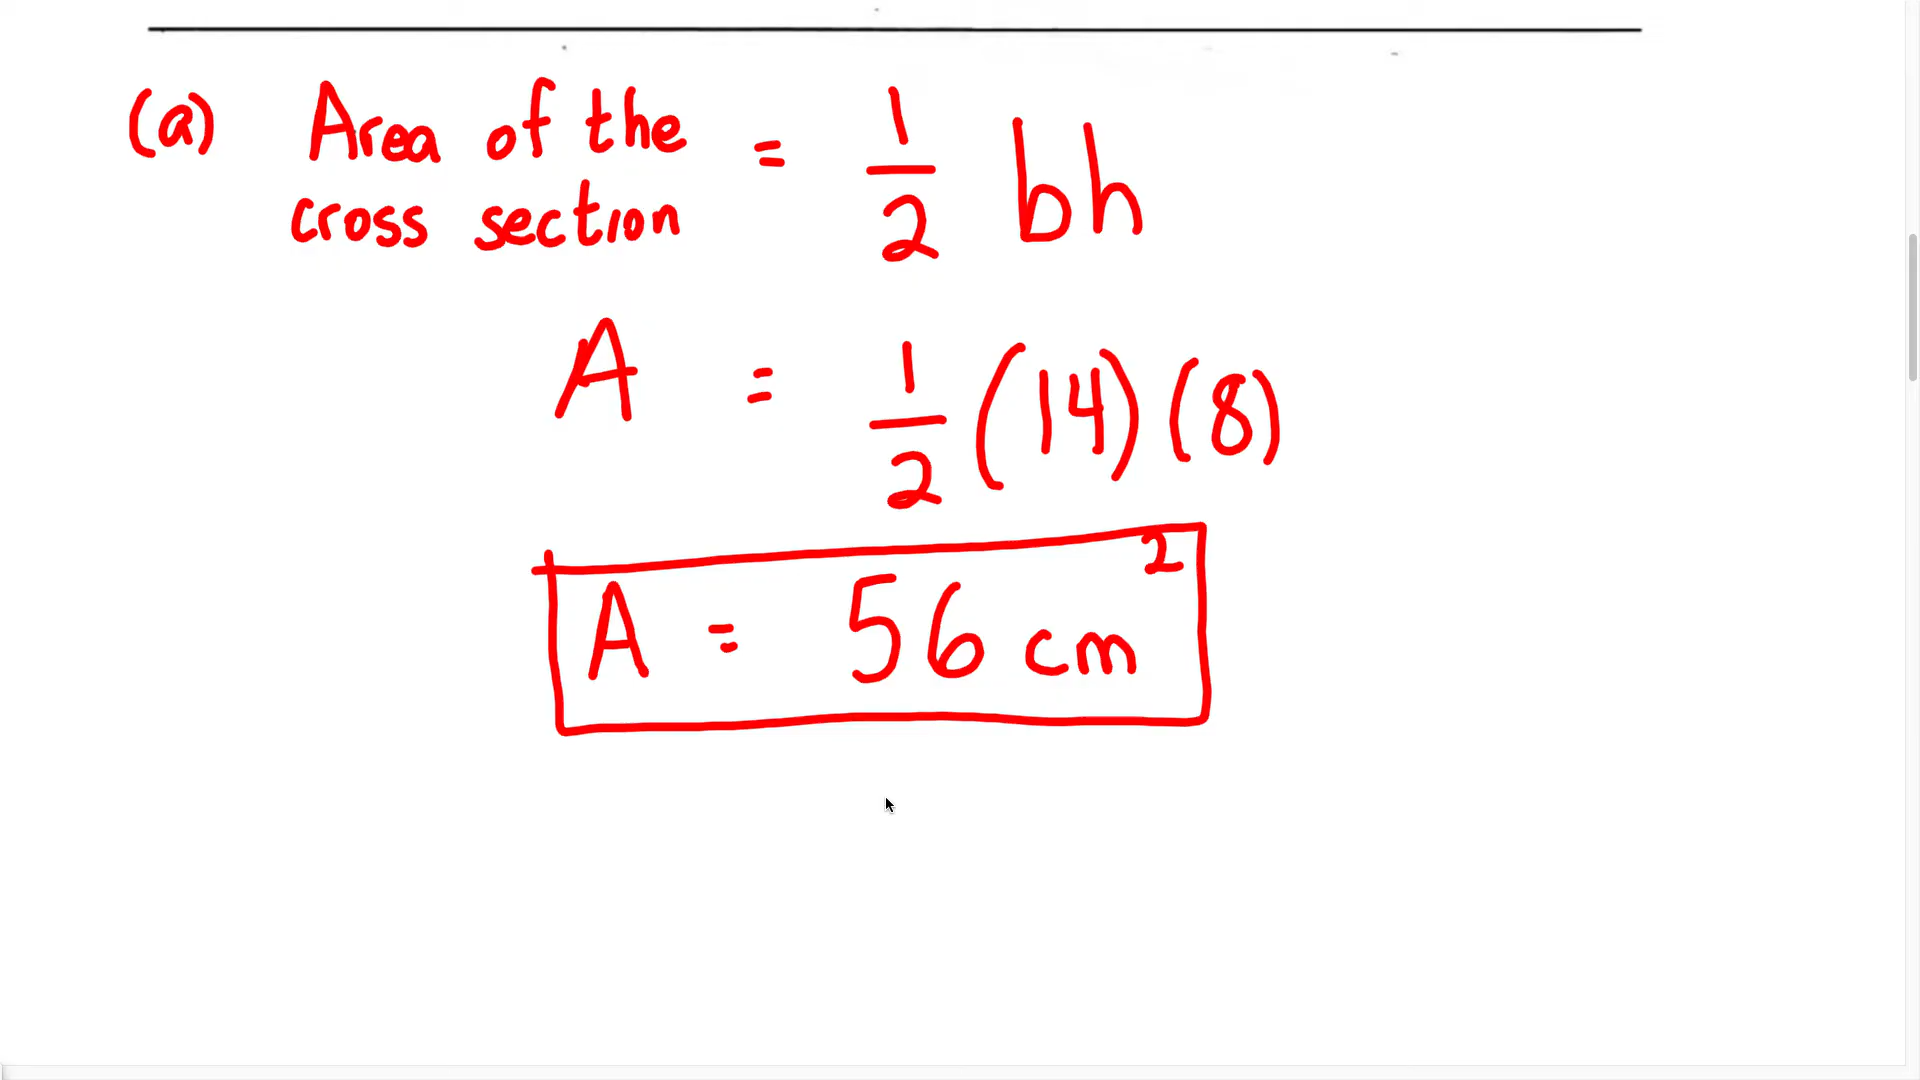 (a) Area of the cross section = 1/2 bh
A = 1/2 (14)(8)
A = 56 cm²